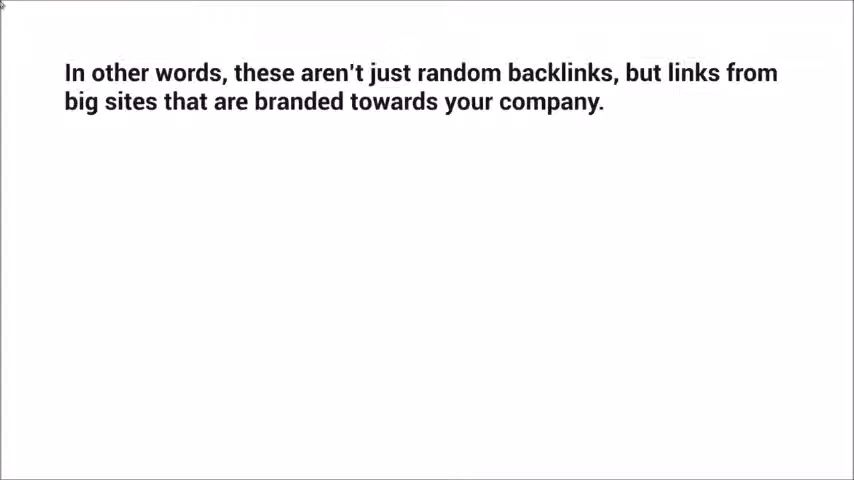 In other words, these aren't just random backlinks, but links from
big sites that are branded towards your company.